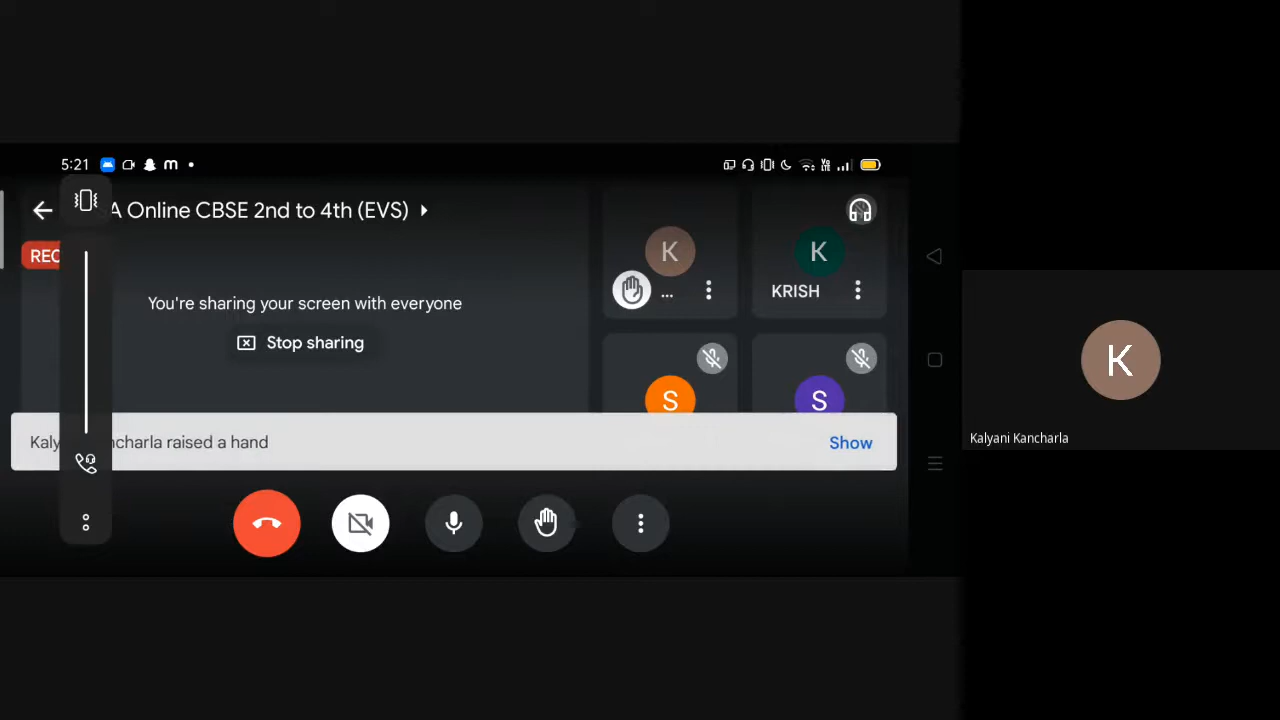 5:21
A Online CBSE 2nd to 4th (EVS)
REC
You're sharing your screen with everyone
Stop sharing
K
...
K
KRISH
S
S
Kaly ncharla raised a hand
Show
K
Kalyani Kancharla